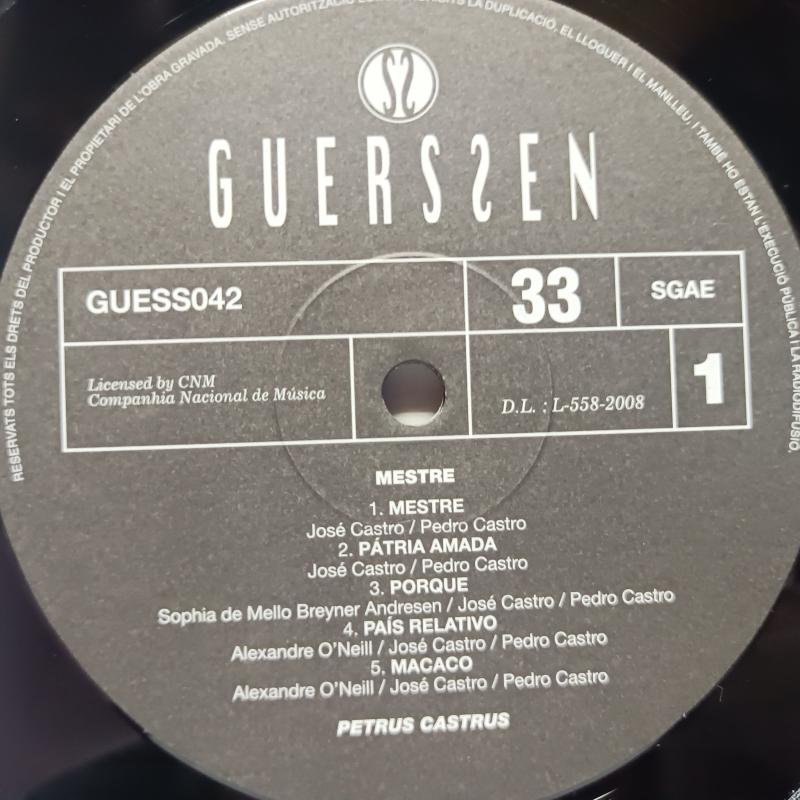 RESERVATS TOTS ELS DRETS DEL PRODUCTOR I EL PROPIETARI DE L'OBRA GRAVADA. SENSE AUTORITZACIÓ LA DUPLICACIÓ, EL LLOGUER I EL MANLLEU, I TAMBÉ HO ESTAN L'EXECUCIÓ PÚBLICA I LA RADIODIFUSIÓ,
GUERSSEN
GUESS042
33
SGAE
Licensed by CNM
Companhia Nacional de Música
D.L. : L-558-2008
1
MESTRE
1. MESTRE
José Castro / Pedro Castro
2. PÁTRIA AMADA
José Castro / Pedro Castro
3. PORQUE
Sophia de Mello Breyner Andresen / José Castro / Pedro Castro
4. PAÍS RELATIVO
Alexandre O'Neill / José Castro / Pedro Castro
5. MACACO
Alexandre O'Neill / José Castro / Pedro Castro
PETRUS CASTRUS